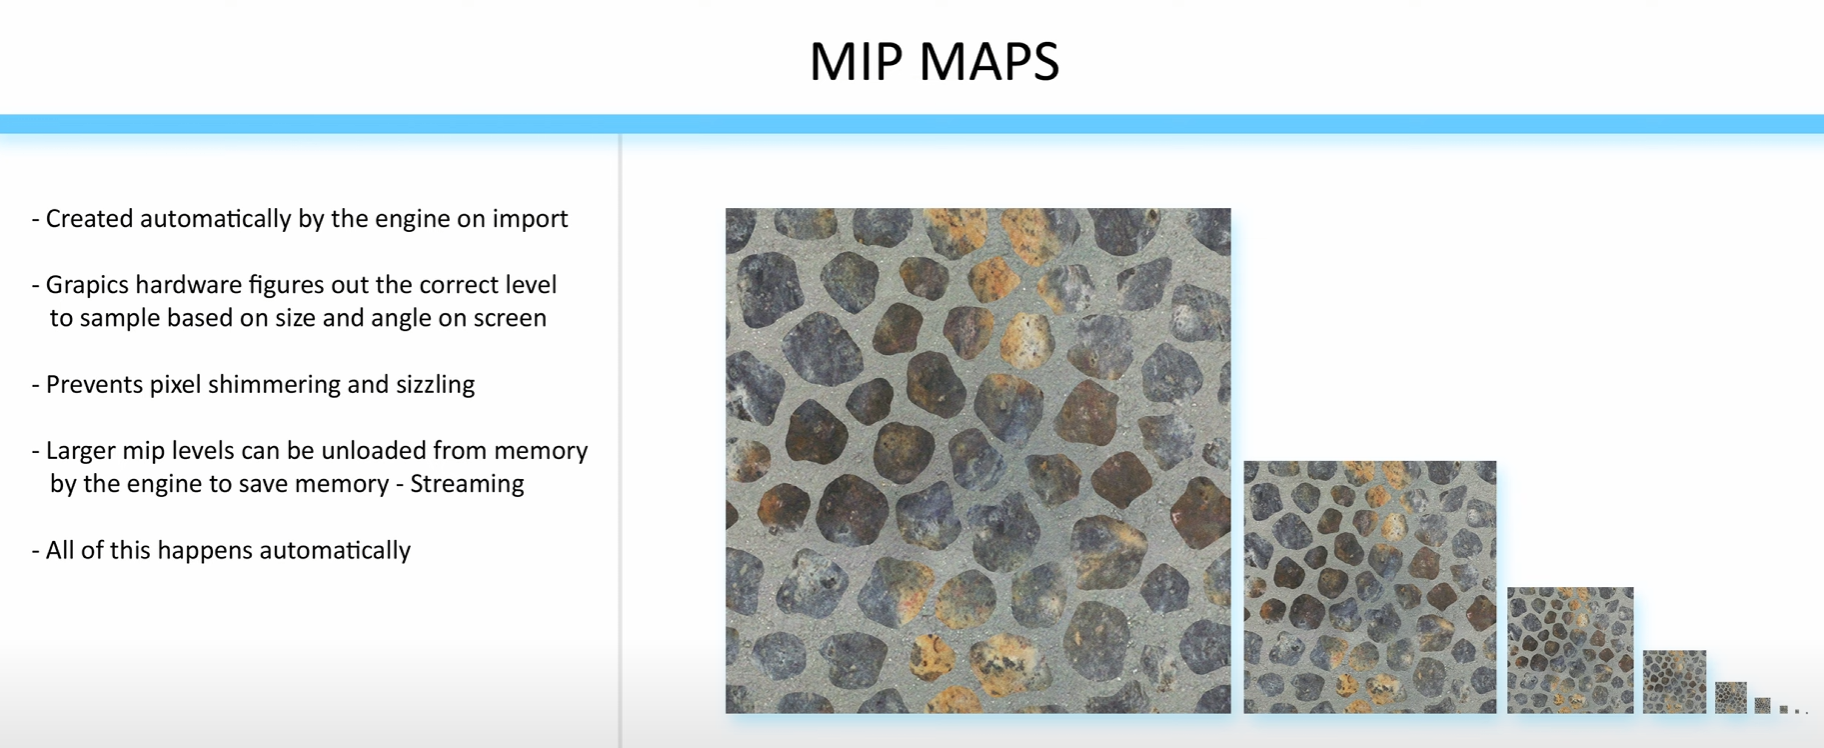 MIP MAPS
- Created automatically by the engine on import
- Grapics hardware figures out the correct level
to sample based on size and angle on screen
- Prevents pixel shimmering and sizzling
- Larger mip levels can be unloaded from memory
by the engine to save memory - Streaming
- All of this happens automatically